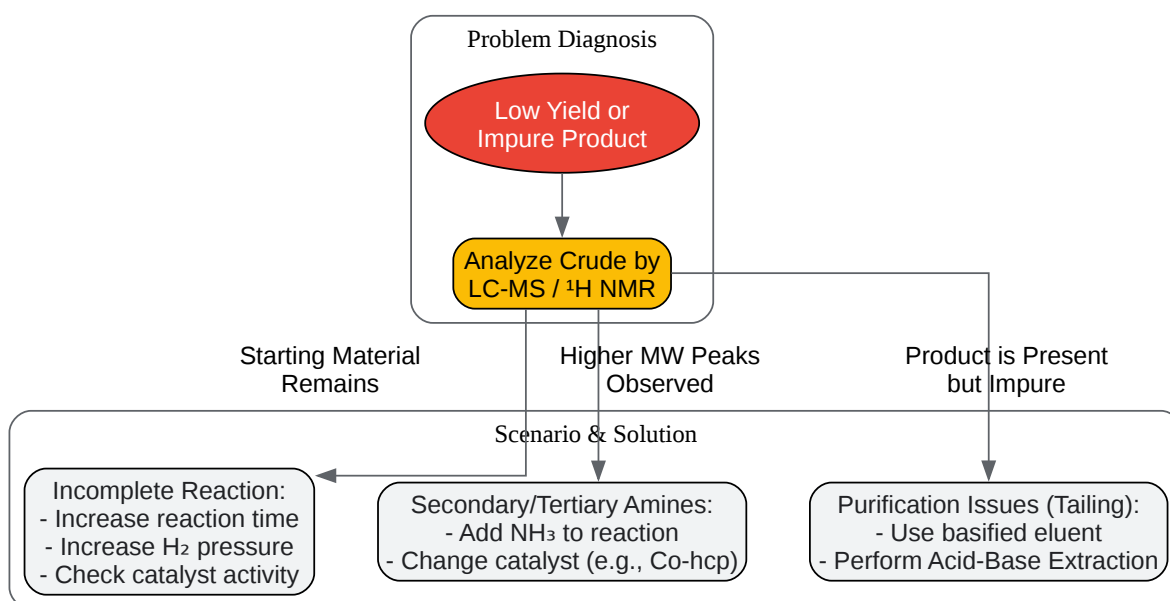 Problem Diagnosis
Low Yield or
Impure Product
Analyze Crude by
LC-MS / ¹H NMR
Starting Material
Remains
Higher MW Peaks
Observed
Product is Present
but Impure
Scenario & Solution
Incomplete Reaction:
- Increase reaction time
- Increase H₂ pressure
- Check catalyst activity
Secondary/Tertiary Amines:
- Add NH₃ to reaction
- Change catalyst (e.g., Co-hcp)
Purification Issues (Tailing):
- Use basified eluent
- Perform Acid-Base Extraction